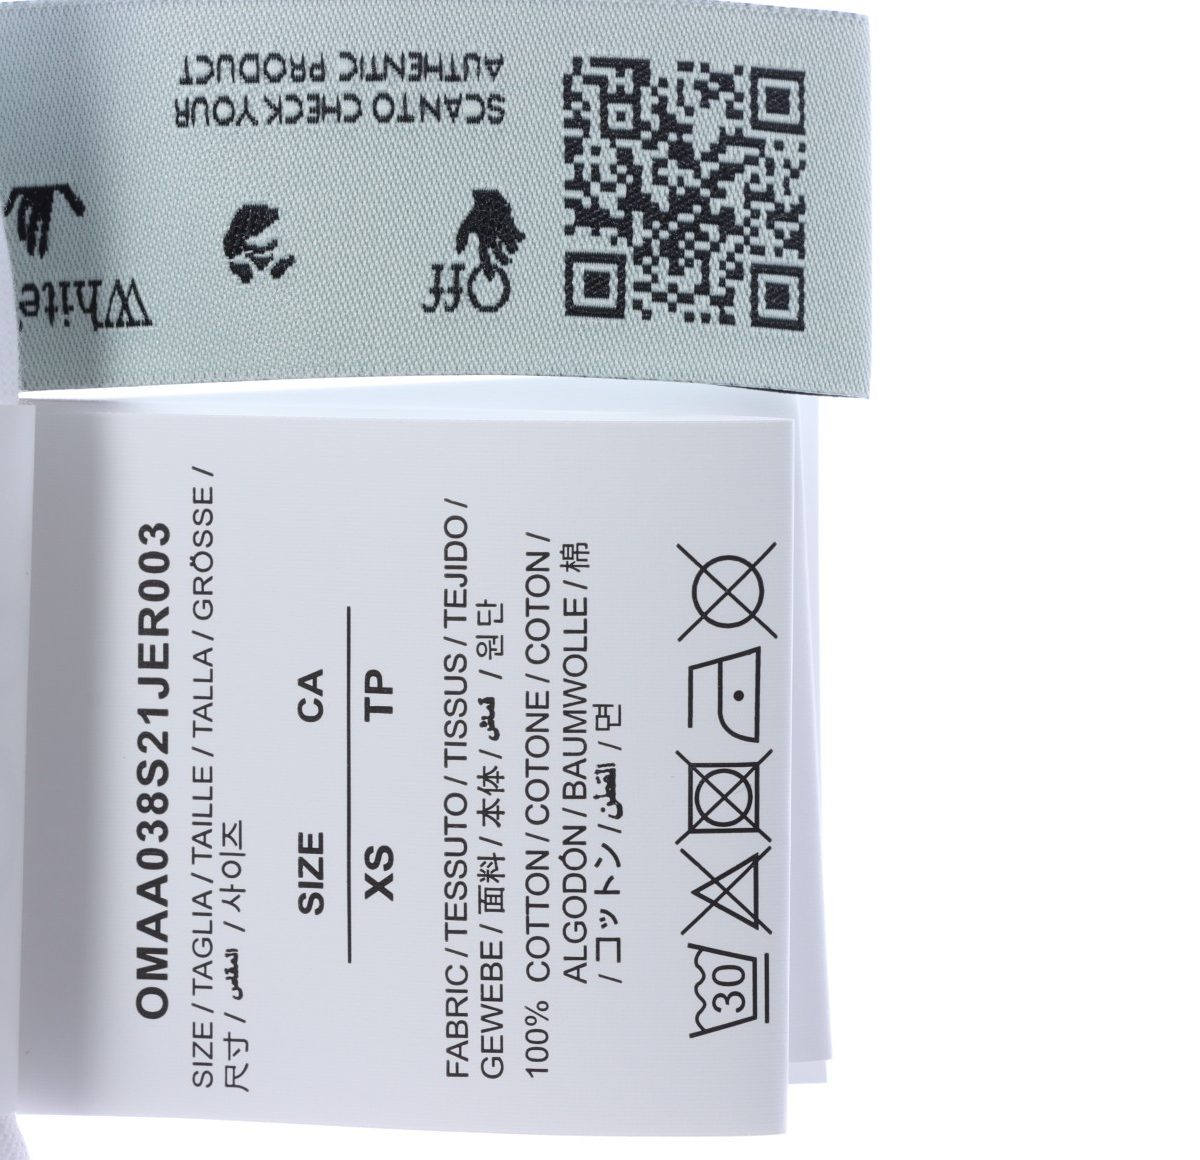 SCAN TO CHECK YOUR
AUTHENTIC PRODUCT
Off
White
OMAA038S21JER003
SIZE / TAGLIA / TAILLE / TALLA / GRÖSSE /
尺寸 / المقاس / 사이즈
SIZE CA
XS TP
FABRIC / TESSUTO / TISSUS / TEJIDO /
GEWEBE / 面料 / 本体 / قماش / 원단
100% COTTON / COTONE / COTON /
ALGODÓN / BAUMWOLLE / 棉
/ コットン / القطن / 면
30